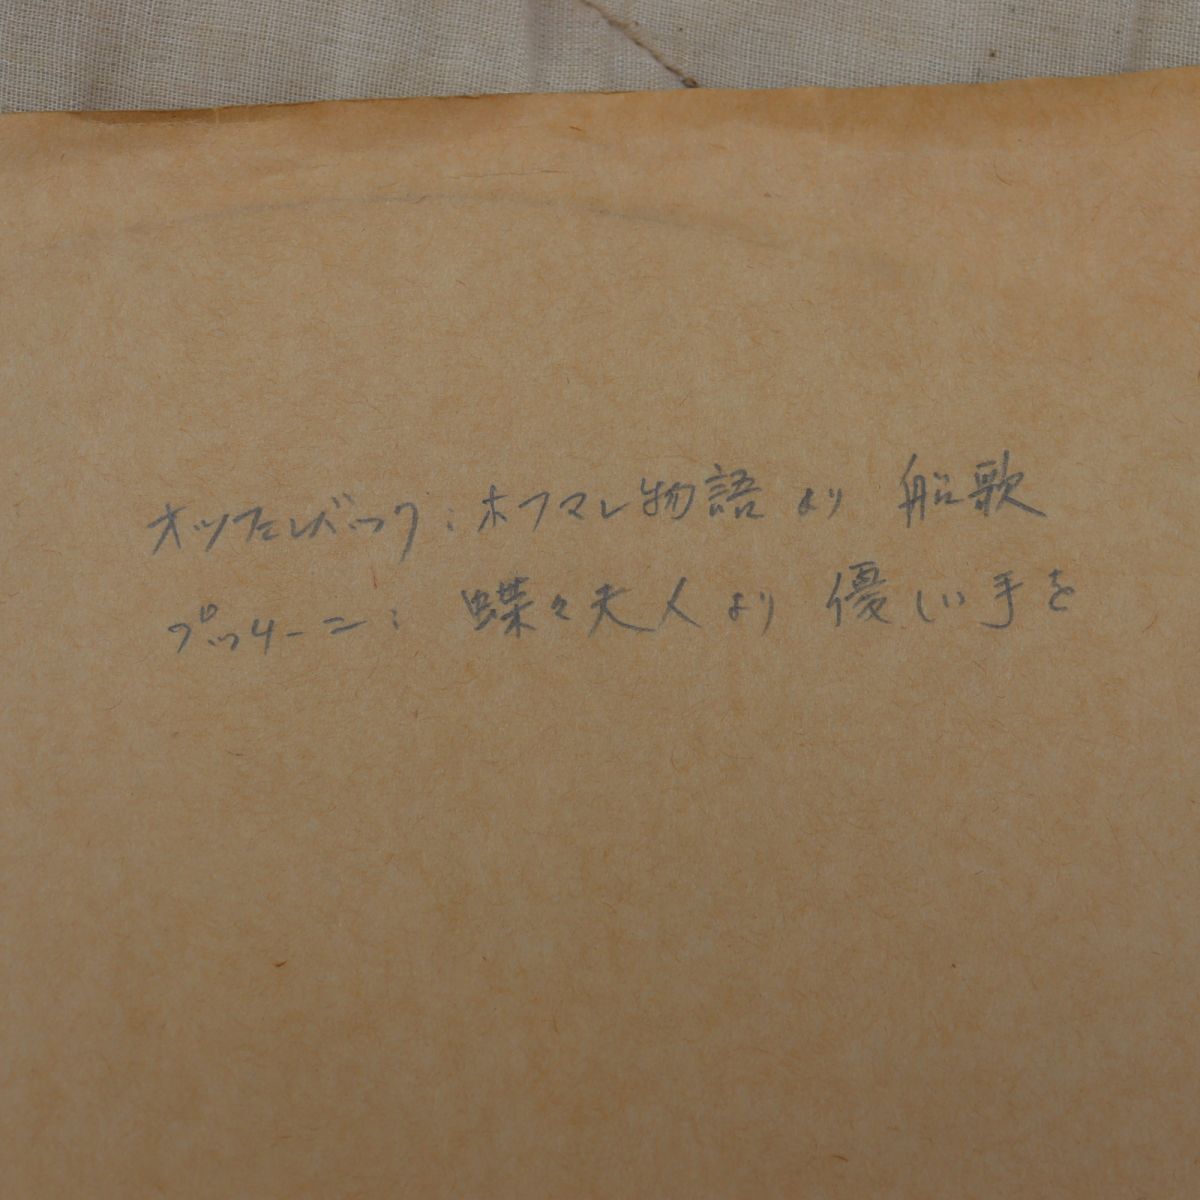 オッフェンバック:ホフマン物語より 船歌
プッチーニ: 蝶々夫人より 優しい手を